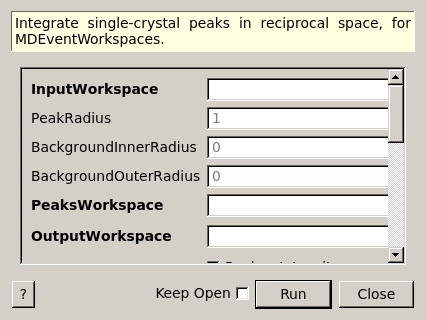 Integrate single-crystal peaks in reciprocal space, for
MDEventWorkspaces.
InputWorkspace
PeakRadius 1
BackgroundInnerRadius 0
BackgroundOuterRadius 0
PeaksWorkspace
OutputWorkspace
? Keep Open Run Close